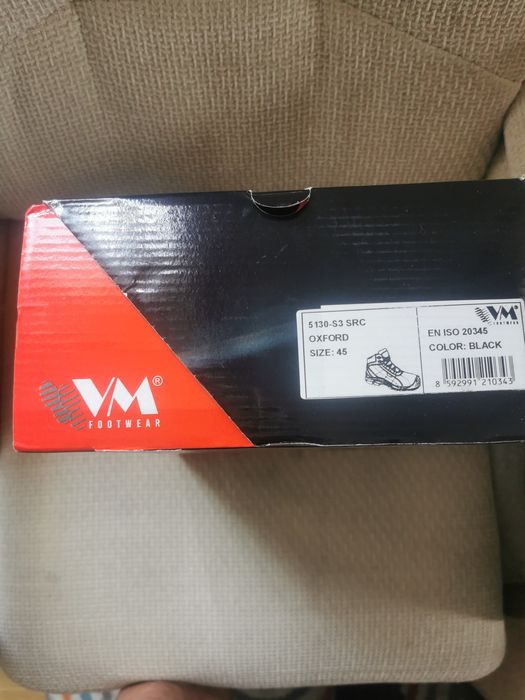 VM®
FOOTWEAR
5130-S3 SRC
OXFORD
SIZE: 45
VM
FOOTWEAR
EN ISO 20345
COLOR: BLACK
8 592991 210343